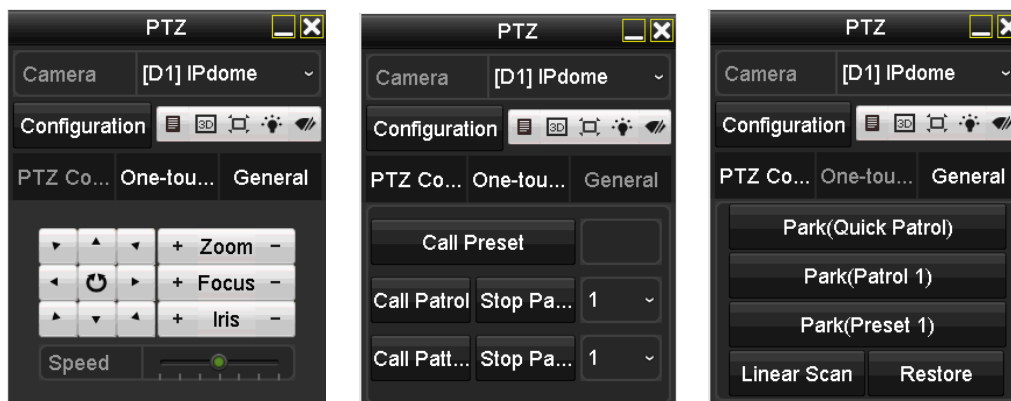 PTZ
Camera [D1] IPdome
Configuration 3D
PTZ Co... One-tou... General
+ Zoom -
+ Focus -
+ Iris -
Speed
PTZ
Camera [D1] IPdome
Configuration 3D
PTZ Co... One-tou... General
Call Preset
Call Patrol Stop Pa... 1
Call Patt... Stop Pa... 1
PTZ
Camera [D1] IPdome
Configuration 3D
PTZ Co... One-tou... General
Park(Quick Patrol)
Park(Patrol 1)
Park(Preset 1)
Linear Scan Restore